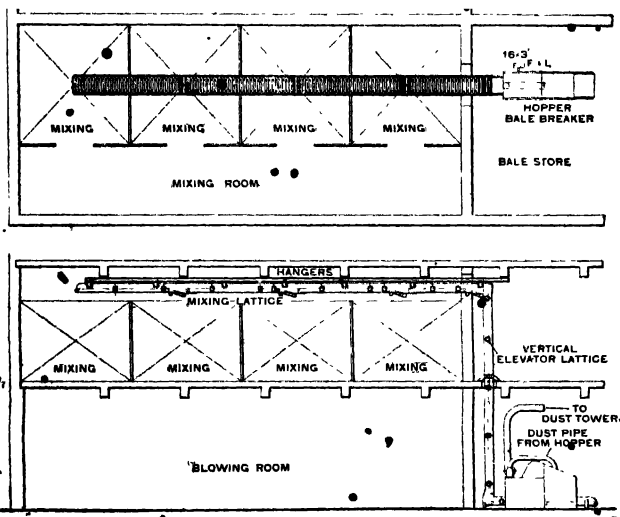 16×3'
F&L
HOPPER
BALE BREAKER
MIXING MIXING MIXING MIXING
BALE STORE
MIXING ROOM
HANGERS
MIXING-LATTICE
VERTICAL
ELEVATOR LATTICE
MIXING MIXING MIXING MIXING
TO
DUST TOWER
DUST PIPE
FROM HOPPER
BLOWING ROOM